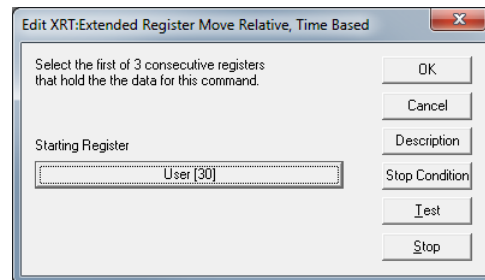 Edit XRT:Extended Register Move Relative, Time Based
Select the first of 3 consecutive registers
that hold the the data for this command.
Starting Register
User [30]
OK
Cancel
Description
Stop Condition
Test
Stop